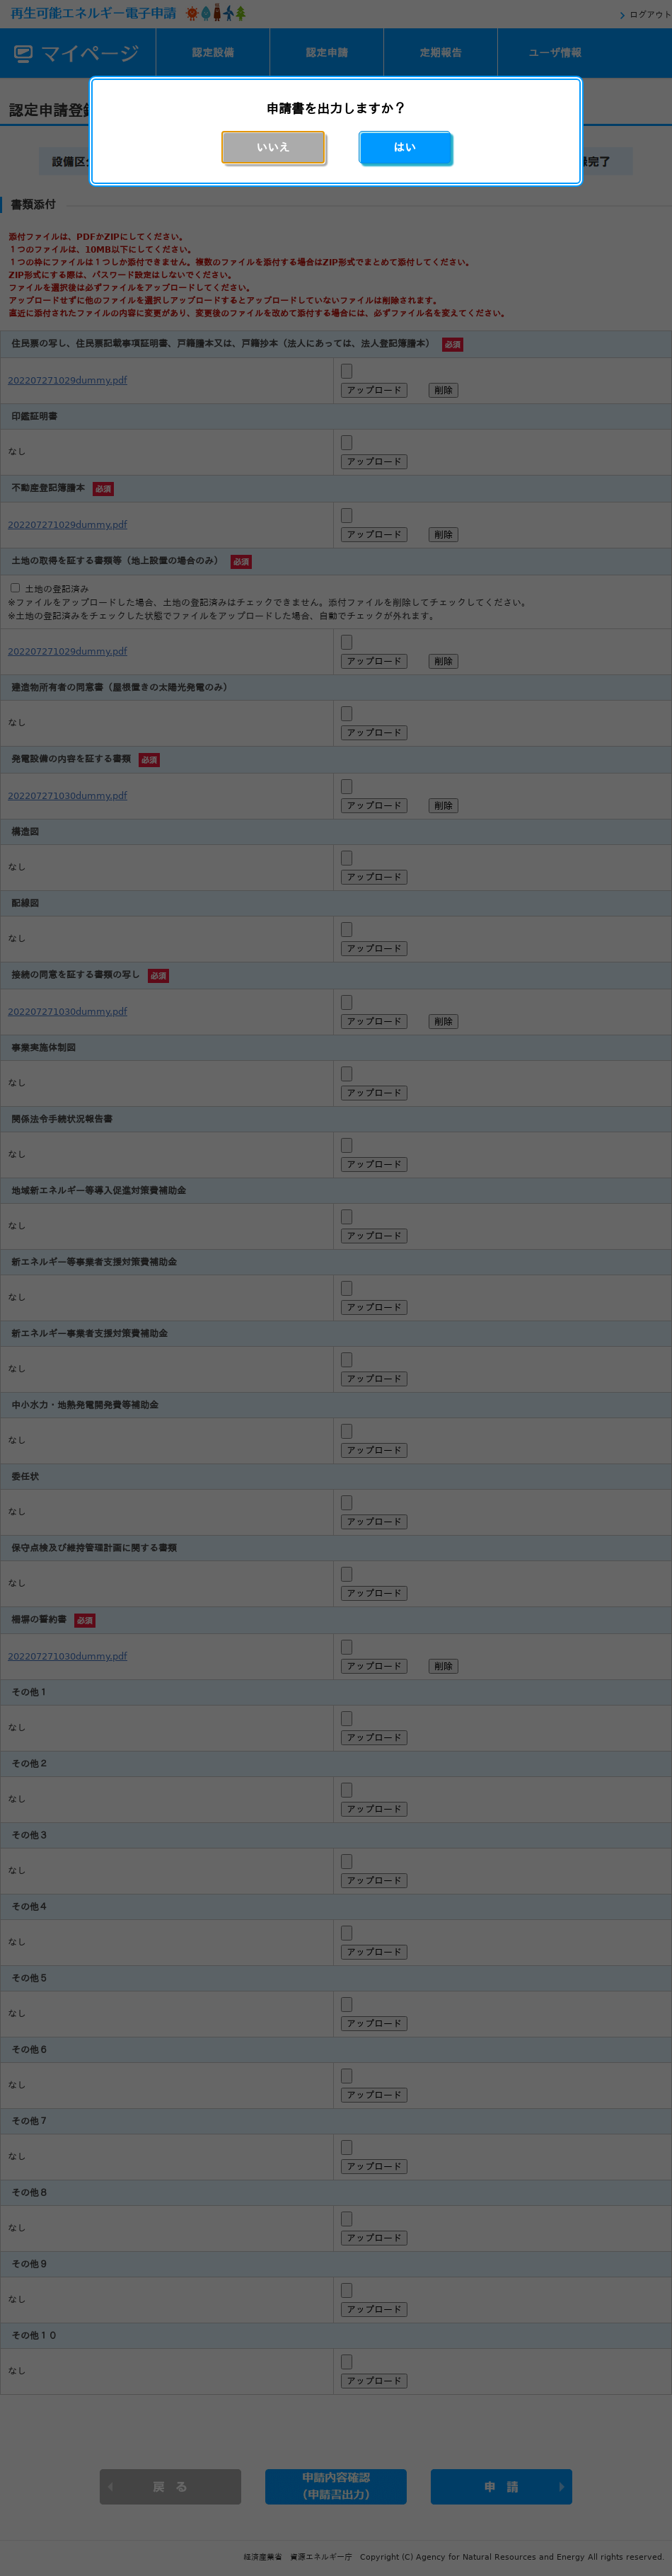 再生可能エネルギー電子申請
ログアウト
マイページ
認定設備
認定申請
定期報告
ユーザ情報
認定申請登
申請書を出力しますか？
いいえ
はい
設備区
完了
書類添付
添付ファイルは、PDFかZIPにしてください。
１つのファイルは、10MB以下にしてください。
１つの枠にファイルは１つしか添付できません。複数のファイルを添付する場合はZIP形式でまとめて添付してください。
ZIP形式にする際は、パスワード設定はしないでください。
ファイルを選択後は必ずファイルをアップロードしてください。
アップロードせずに他のファイルを選択しアップロードするとアップロードしていないファイルは削除されます。
直近に添付されたファイルの内容に変更があり、変更後のファイルを改めて添付する場合には、必ずファイル名を変えてください。
住民票の写し、住民票記載事項証明書、戸籍謄本又は、戸籍抄本（法人にあっては、法人登記簿謄本） 必須
202207271029dummy.pdf
アップロード 削除
印鑑証明書
なし
アップロード
不動産登記簿謄本 必須
202207271029dummy.pdf
アップロード 削除
土地の取得を証する書類等（地上設置の場合のみ） 必須
土地の登記済み
※ファイルをアップロードした場合、土地の登記済みはチェックできません。添付ファイルを削除してチェックしてください。
※土地の登記済みをチェックした状態でファイルをアップロードした場合、自動でチェックが外れます。
202207271029dummy.pdf
アップロード 削除
建造物所有者の同意書（屋根置きの太陽光発電のみ）
なし
アップロード
発電設備の内容を証する書類 必須
202207271030dummy.pdf
アップロード 削除
構造図
なし
アップロード
配線図
なし
アップロード
接続の同意を証する書類の写し 必須
202207271030dummy.pdf
アップロード 削除
事業実施体制図
なし
アップロード
関係法令手続状況報告書
なし
アップロード
地域新エネルギー等導入促進対策費補助金
なし
アップロード
新エネルギー等事業者支援対策費補助金
なし
アップロード
新エネルギー事業者支援対策費補助金
なし
アップロード
中小水力・地熱発電開発費等補助金
なし
アップロード
委任状
なし
アップロード
保守点検及び維持管理計画に関する書類
なし
アップロード
柵塀の誓約書 必須
202207271030dummy.pdf
アップロード 削除
その他１
なし
アップロード
その他２
なし
アップロード
その他３
なし
アップロード
その他４
なし
アップロード
その他５
なし
アップロード
その他６
なし
アップロード
その他７
なし
アップロード
その他８
なし
アップロード
その他９
なし
アップロード
その他１０
なし
アップロード
戻 る
申請内容確認
（申請書出力）
申 請
経済産業省　資源エネルギー庁　Copyright (C) Agency for Natural Resources and Energy All rights reserved.